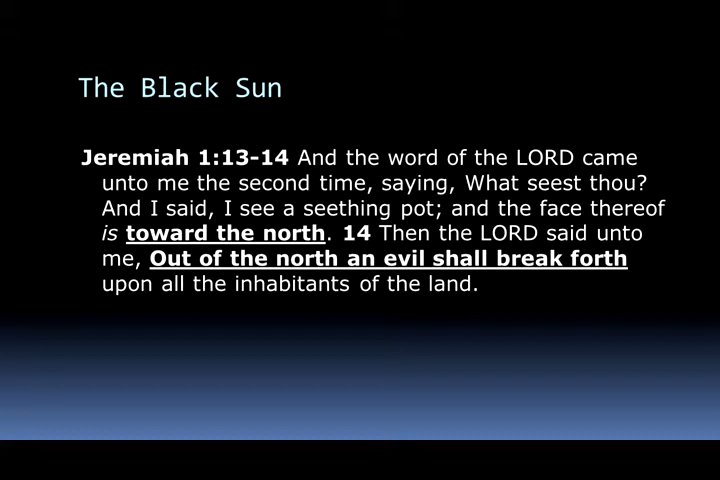 The Black Sun
Jeremiah 1:13-14 And the word of the LORD came
unto me the second time, saying, What seest thou?
And I said, I see a seething pot; and the face thereof
is toward the north. 14 Then the LORD said unto
me, Out of the north an evil shall break forth
upon all the inhabitants of the land.